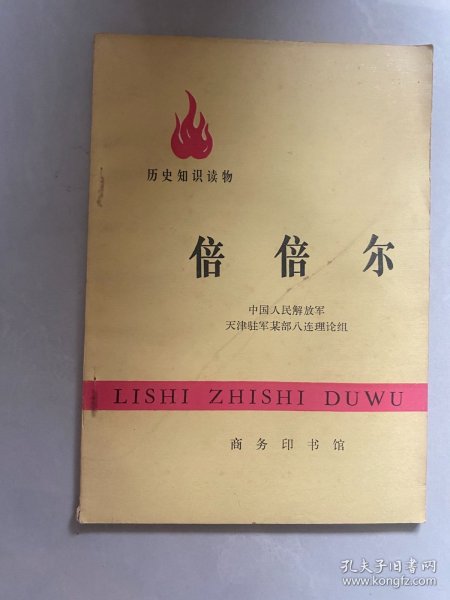 历史知识读物
倍倍尔
中国人民解放军
天津驻军某部八连理论组
LISHI ZHISHI DUWU
商务印书馆
孔夫子旧书网
www.kongfz.com